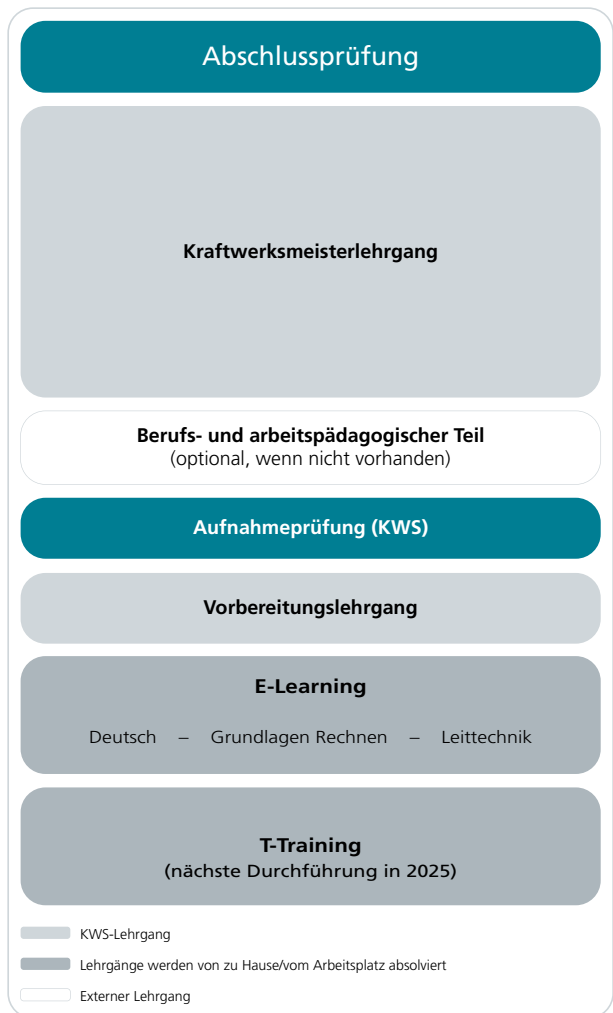 Abschlussprüfung
Kraftwerksmeisterlehrgang
Berufs- und arbeitspädagogischer Teil
(optional, wenn nicht vorhanden)
Aufnahmeprüfung (KWS)
Vorbereitungslehrgang
E-Learning
Deutsch – Grundlagen Rechnen – Leittechnik
T-Training
(nächste Durchführung in 2025)
KWS-Lehrgang
Lehrgänge werden von zu Hause/vom Arbeitsplatz absolviert
Externer Lehrgang